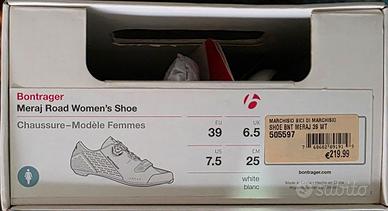 Bontrager
Meraj Road Women's Shoe
Chaussure–Modèle Femmes
EU
UK
39
6.5
US
CM
7.5
25
white
blanc
MARCHISIO BICI DI MARCHISIO
SHOE BNT MERAJ 39 WT
505597
€219.99
bontrager.com
Subito